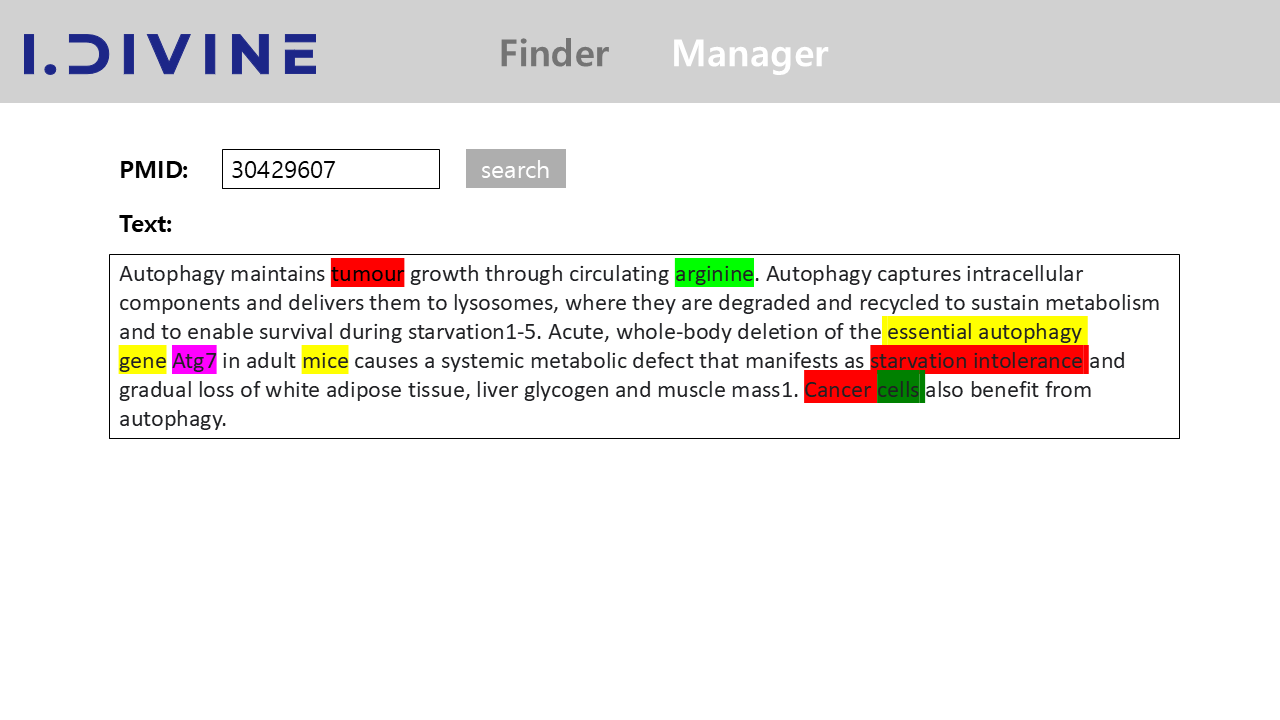 I.DIVINE
Finder
Manager
PMID:
30429607
search
Text:
Autophagy maintains tumour growth through circulating arginine. Autophagy captures intracellular
components and delivers them to lysosomes, where they are degraded and recycled to sustain metabolism
and to enable survival during starvation1-5. Acute, whole-body deletion of the essential autophagy
gene Atg7 in adult mice causes a systemic metabolic defect that manifests as starvation intolerance and
gradual loss of white adipose tissue, liver glycogen and muscle mass1. Cancer cells also benefit from
autophagy.